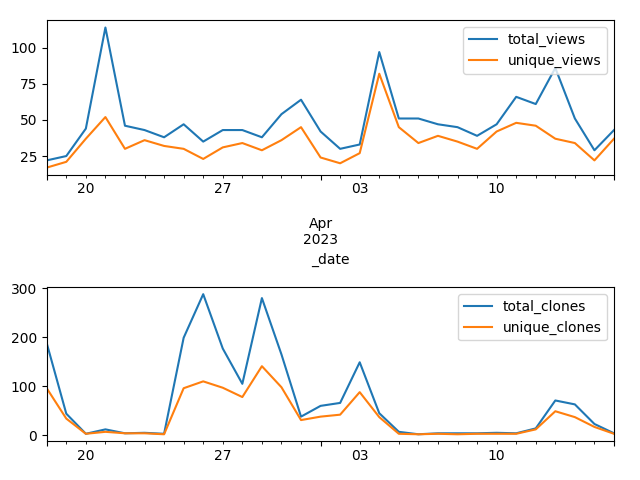 total_views
unique_views
100
75
50
25
20
27
03
10
Apr
2023
_date
total_clones
unique_clones
300
200
100
0
20
27
03
10